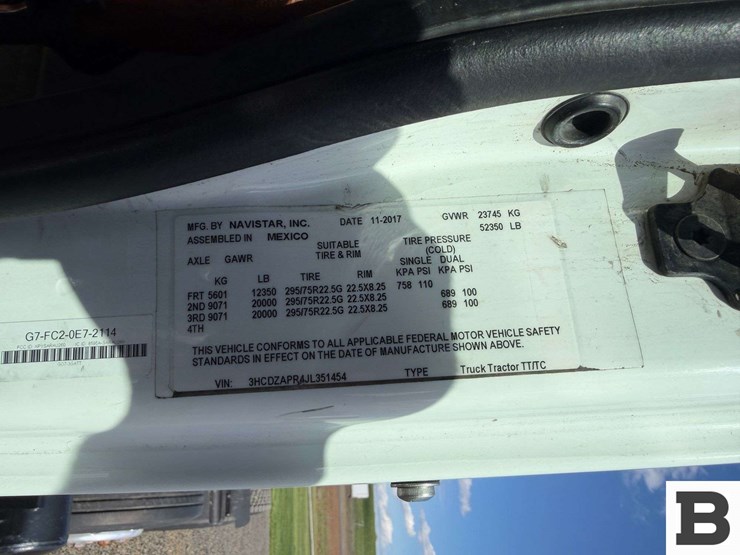 MFG. BY NAVISTAR, INC. DATE 11-2017 GVWR 23745 KG
ASSEMBLED IN MEXICO 52350 LB
SUITABLE TIRE PRESSURE
AXLE GAWR TIRE & RIM (COLD)
SINGLE DUAL
KG LB TIRE RIM KPA PSI KPA PSI
FRT 5601 12350 295/75R22.5G 22.5X8.25 758 110
2ND 9071 20000 295/75R22.5G 22.5X8.25 689 100
3RD 9071 20000 295/75R22.5G 22.5X8.25 689 100
4TH
THIS VEHICLE CONFORMS TO ALL APPLICABLE FEDERAL MOTOR VEHICLE SAFETY
STANDARDS IN EFFECT ON THE DATE OF MANUFACTURE SHOWN ABOVE.
VIN: 3HCDZAPR4JL351454 TYPE Truck Tractor TT/TC
G7-FC2-0E7-2114
B